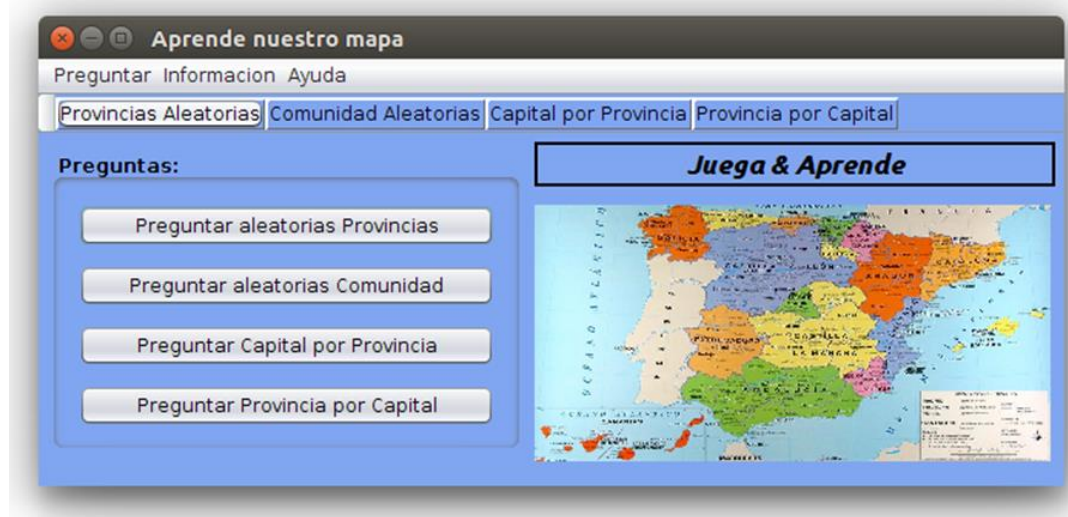 Aprende nuestro mapa
Preguntar Informacion Ayuda
Provincias Aleatorias Comunidad Aleatorias Capital por Provincia Provincia por Capital
Preguntas:
Preguntar aleatorias Provincias
Preguntar aleatorias Comunidad
Preguntar Capital por Provincia
Preguntar Provincia por Capital
Juega & Aprende